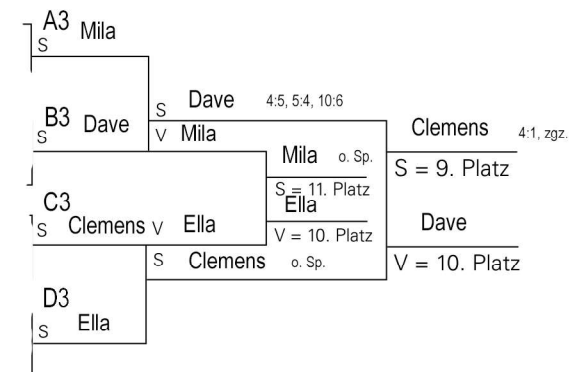 A3 Mila
S
Dave 4:5, 5:4, 10:6
S
B3 Dave
S
V Mila
Clemens 4:1, zgz.
Mila o. Sp.
S = 9. Platz
S = 11. Platz
C3
Ella
S Clemens
V Ella
V = 10. Platz
Dave
S Clemens o. Sp.
V = 10. Platz
D3
S Ella